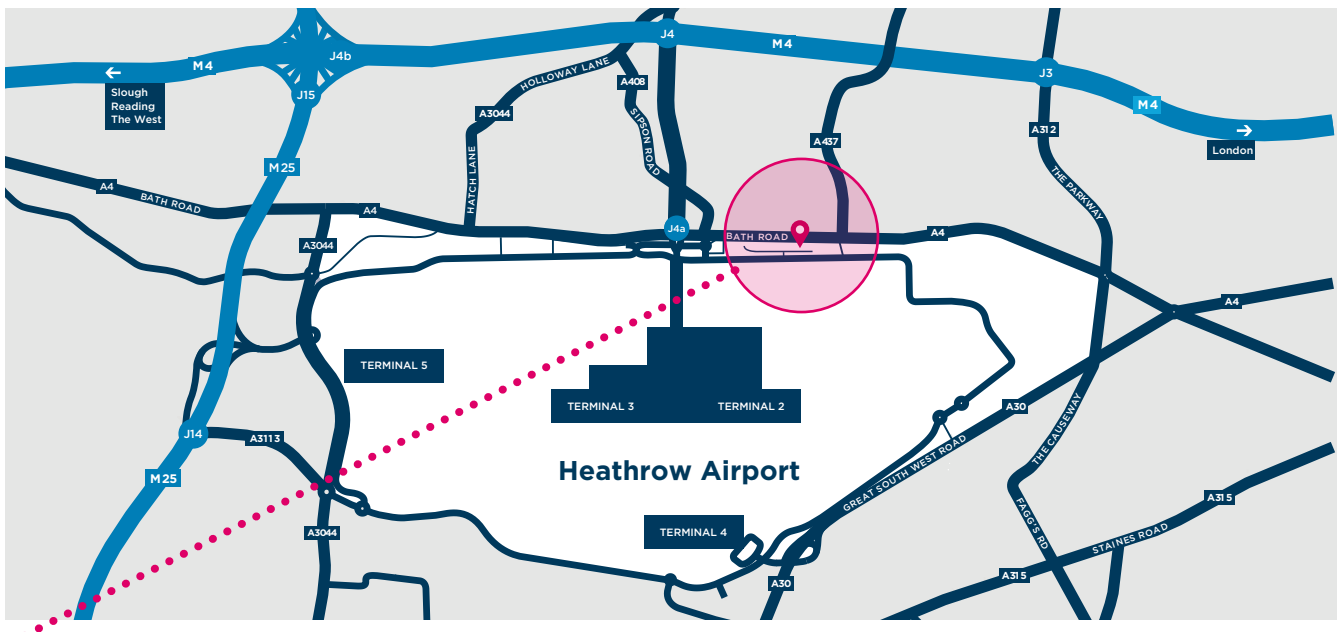 J4
M4
J4b
M4
J3
M4
Slough
Reading
The West
J15
HOLLOWAY LANE
A408
A3044
SIPSON ROAD
A437
A312
London
M25
HATCH LANE
THE PARKWAY
A4
BATH ROAD
A4
A3044
J4a
BATH ROAD
A4
A4
TERMINAL 5
TERMINAL 3
TERMINAL 2
A30
J14
A3113
THE CAUSEWAY
GREAT SOUTH WEST ROAD
Heathrow Airport
M25
A315
FAGG'S RD
STAINES ROAD
A3044
TERMINAL 4
A30
A315